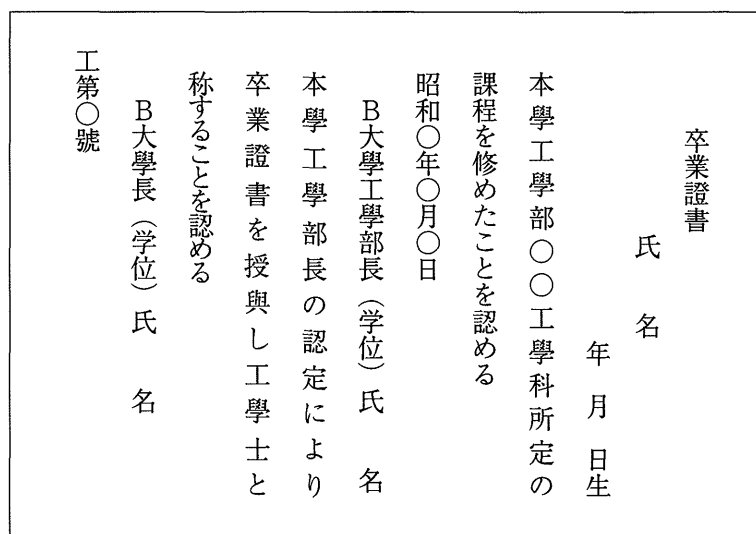 卒業證書
氏　名
年　月　日生
本學工學部〇〇工學科所定の
課程を修めたことを認める
昭和〇年〇月〇日
B大學工學部長（学位）氏　名
本學工學部長の認定により
卒業證書を授與し工學士と
称することを認める
B大學長（学位）氏　名
工第〇號